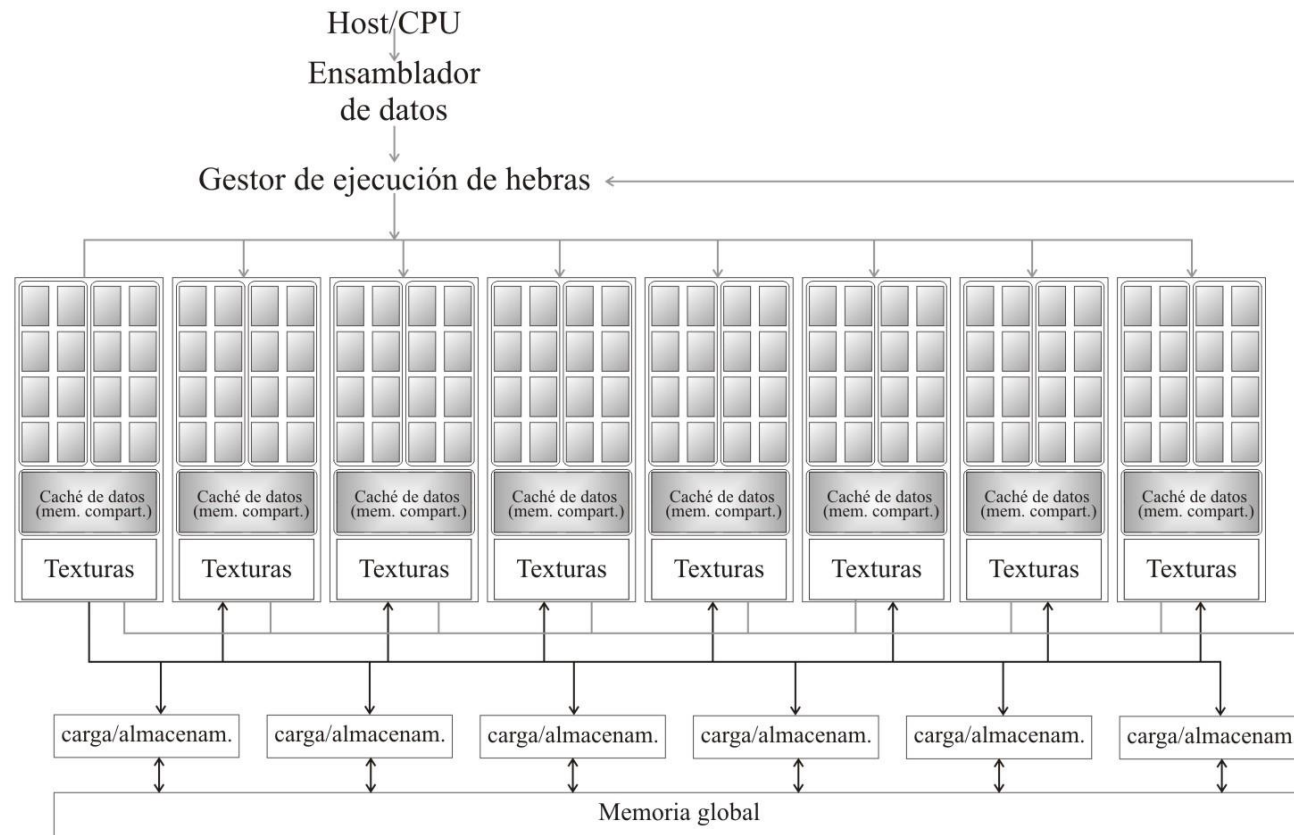 Host/CPU
Ensamblador
de datos
Gestor de ejecución de hebras
Caché de datos
(mem. compart.)
Caché de datos
(mem. compart.)
Caché de datos
(mem. compart.)
Caché de datos
(mem. compart.)
Caché de datos
(mem. compart.)
Caché de datos
(mem. compart.)
Caché de datos
(mem. compart.)
Caché de datos
(mem. compart.)
Texturas
Texturas
Texturas
Texturas
Texturas
Texturas
Texturas
Texturas
carga/almacenam.
carga/almacenam.
carga/almacenam.
carga/almacenam.
carga/almacenam.
carga/almacenam.
Memoria global